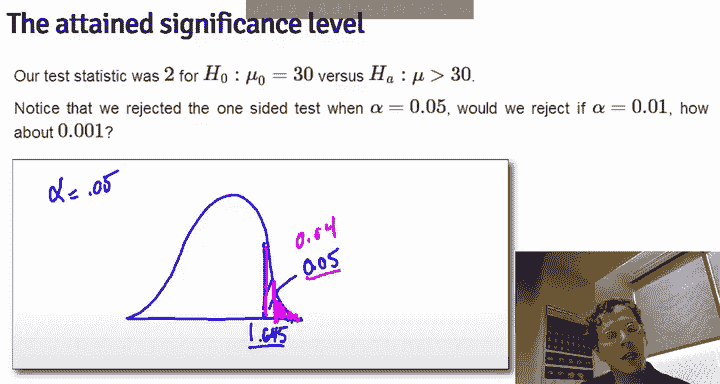 The attained significance level
Our test statistic was 2 for H₀ : μ₀ = 30 versus Hₐ : μ > 30.
Notice that we rejected the one sided test when α = 0.05, would we reject if α = 0.01, how
about 0.001?
α = .05
0.04
0.05
1.645